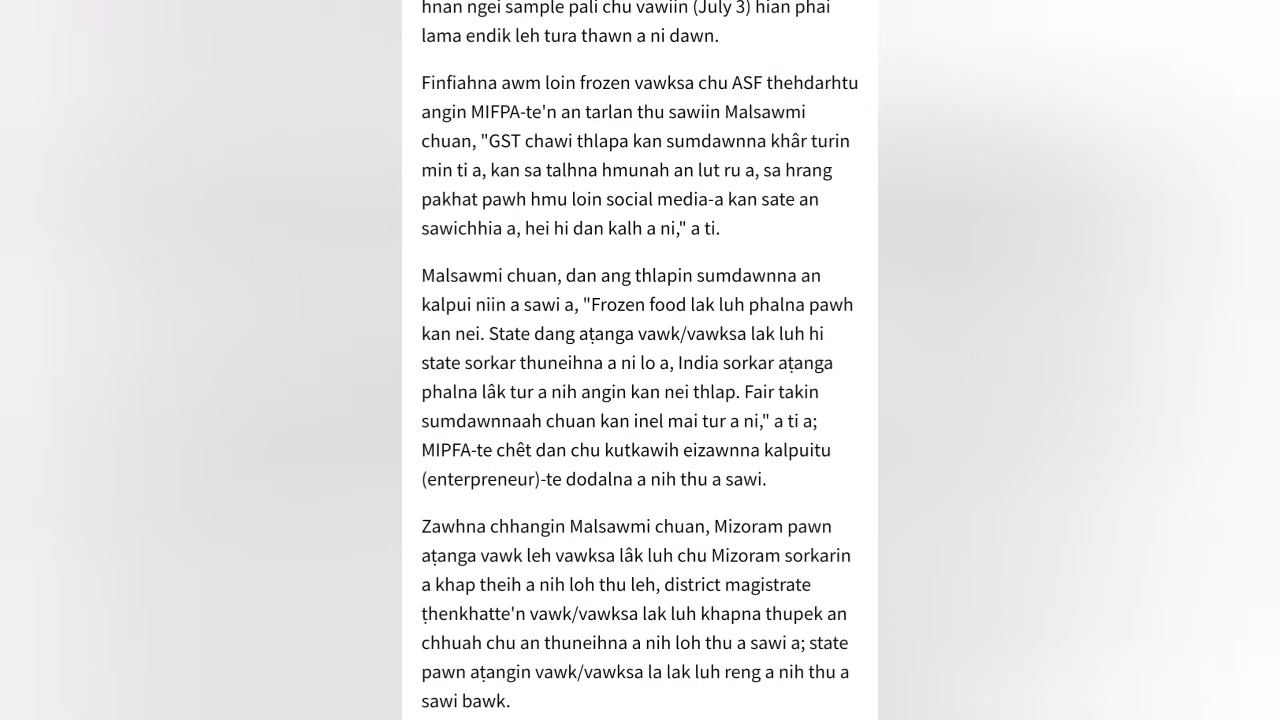 hnan ngei sample pali chu vawiin (July 3) hian phai
lama endik leh tura thawn a ni dawn.
Finfiahna awm loin frozen vawksa chu ASF thehdarhtu
angin MIFPA-te'n an tarlan thu sawiin Malsawmi
chuan, "GST chawi thlapa kan sumdawnna khâr turin
min ti a, kan sa talhna hmunah an lut ru a, sa hrang
pakhat pawh hmu loin social media-a kan sate an
sawichhia a, hei hi dan kalh a ni," a ti.
Malsawmi chuan, dan ang thlapin sumdawnna an
kalpui niin a sawi a, "Frozen food lak luh phalna pawh
kan nei. State dang aṭanga vawk/vawksa lak luh hi
state sorkar thuneihna a ni lo a, India sorkar aṭanga
phalna lâk tur a nih angin kan nei thlap. Fair takin
sumdawnnaah chuan kan inel mai tur a ni," a ti a;
MIPFA-te chêt dan chu kutkawih eizawnna kalpuitu
(enterpreneur)-te dodalna a nih thu a sawi.
Zawhna chhangin Malsawmi chuan, Mizoram pawn
aṭanga vawk leh vawksa lâk luh chu Mizoram sorkarin
a khap theih a nih loh thu leh, district magistrate
ṭhenkhatte'n vawk/vawksa lak luh khapna thupek an
chhuah chu an thuneihna a nih loh thu a sawi a; state
pawn aṭangin vawk/vawksa la lak luh reng a nih thu a
sawi bawk.